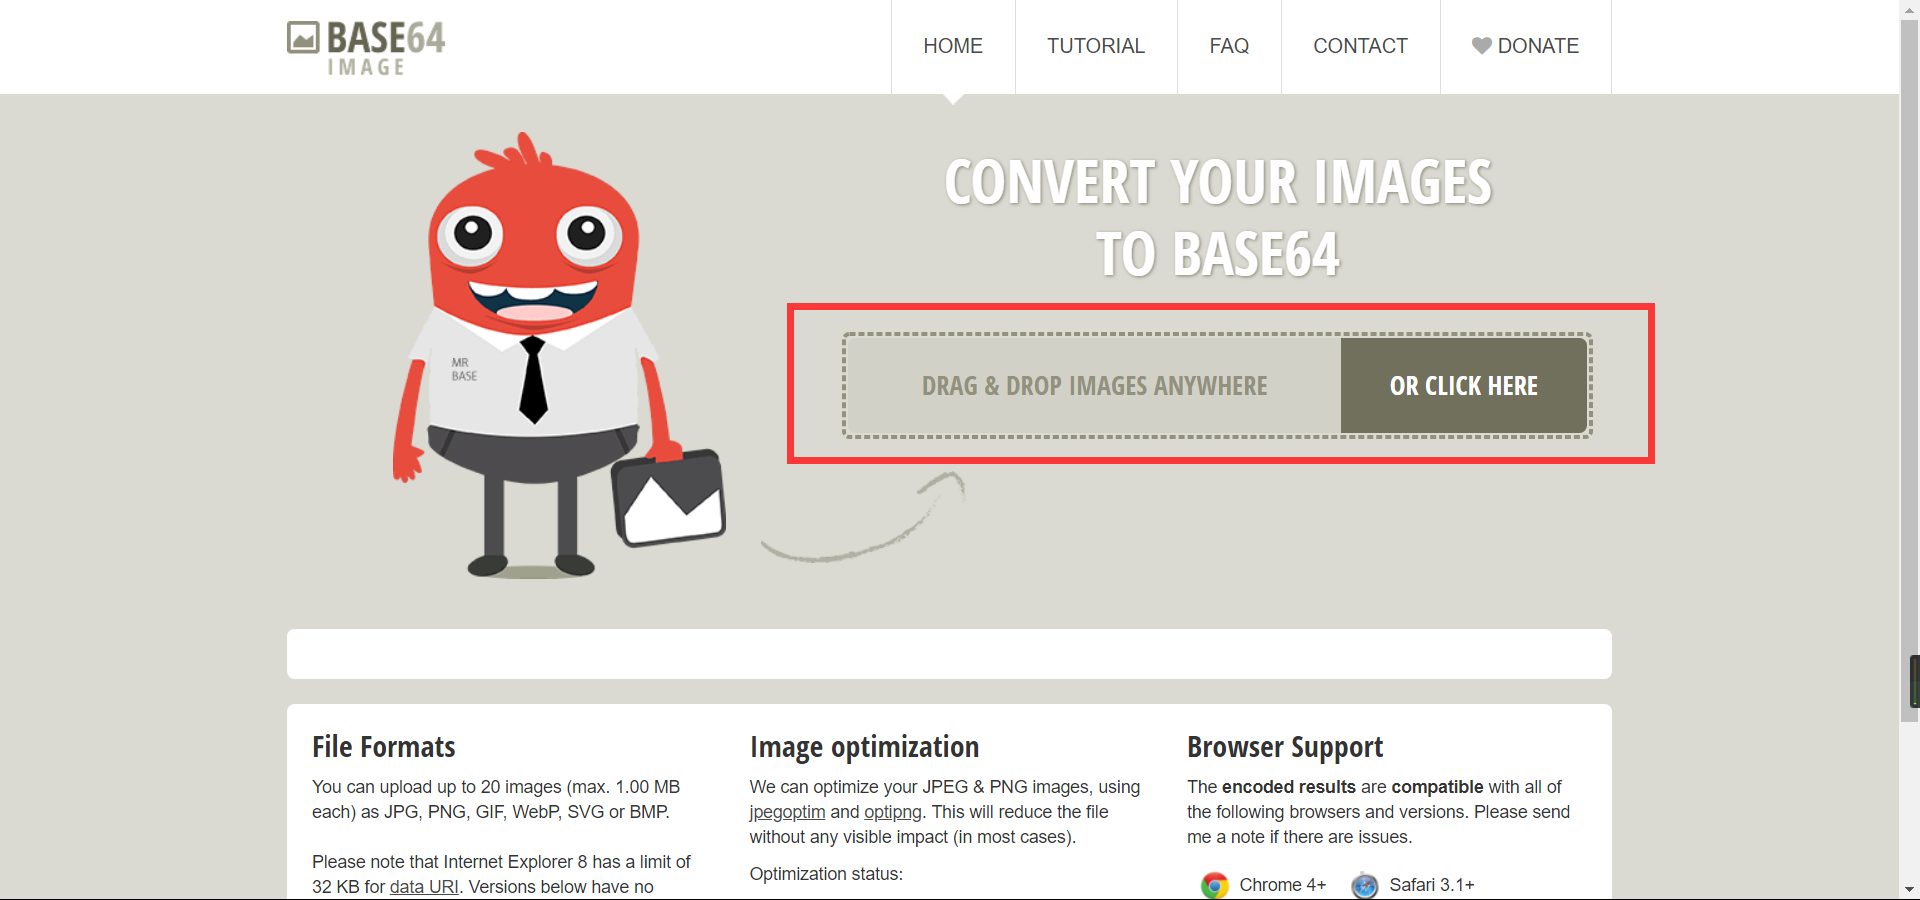 BASE64
IMAGE
HOME
TUTORIAL
FAQ
CONTACT
DONATE
CONVERT YOUR IMAGES
TO BASE64
MR
BASE
DRAG & DROP IMAGES ANYWHERE
OR CLICK HERE
File Formats
You can upload up to 20 images (max. 1.00 MB
each) as JPG, PNG, GIF, WebP, SVG or BMP.
Please note that Internet Explorer 8 has a limit of
32 KB for data URI. Versions below have no
Image optimization
We can optimize your JPEG & PNG images, using
jpegoptim and optipng. This will reduce the file
without any visible impact (in most cases).
Optimization status:
Browser Support
The encoded results are compatible with all of
the following browsers and versions. Please send
me a note if there are issues.
Chrome 4+
Safari 3.1+